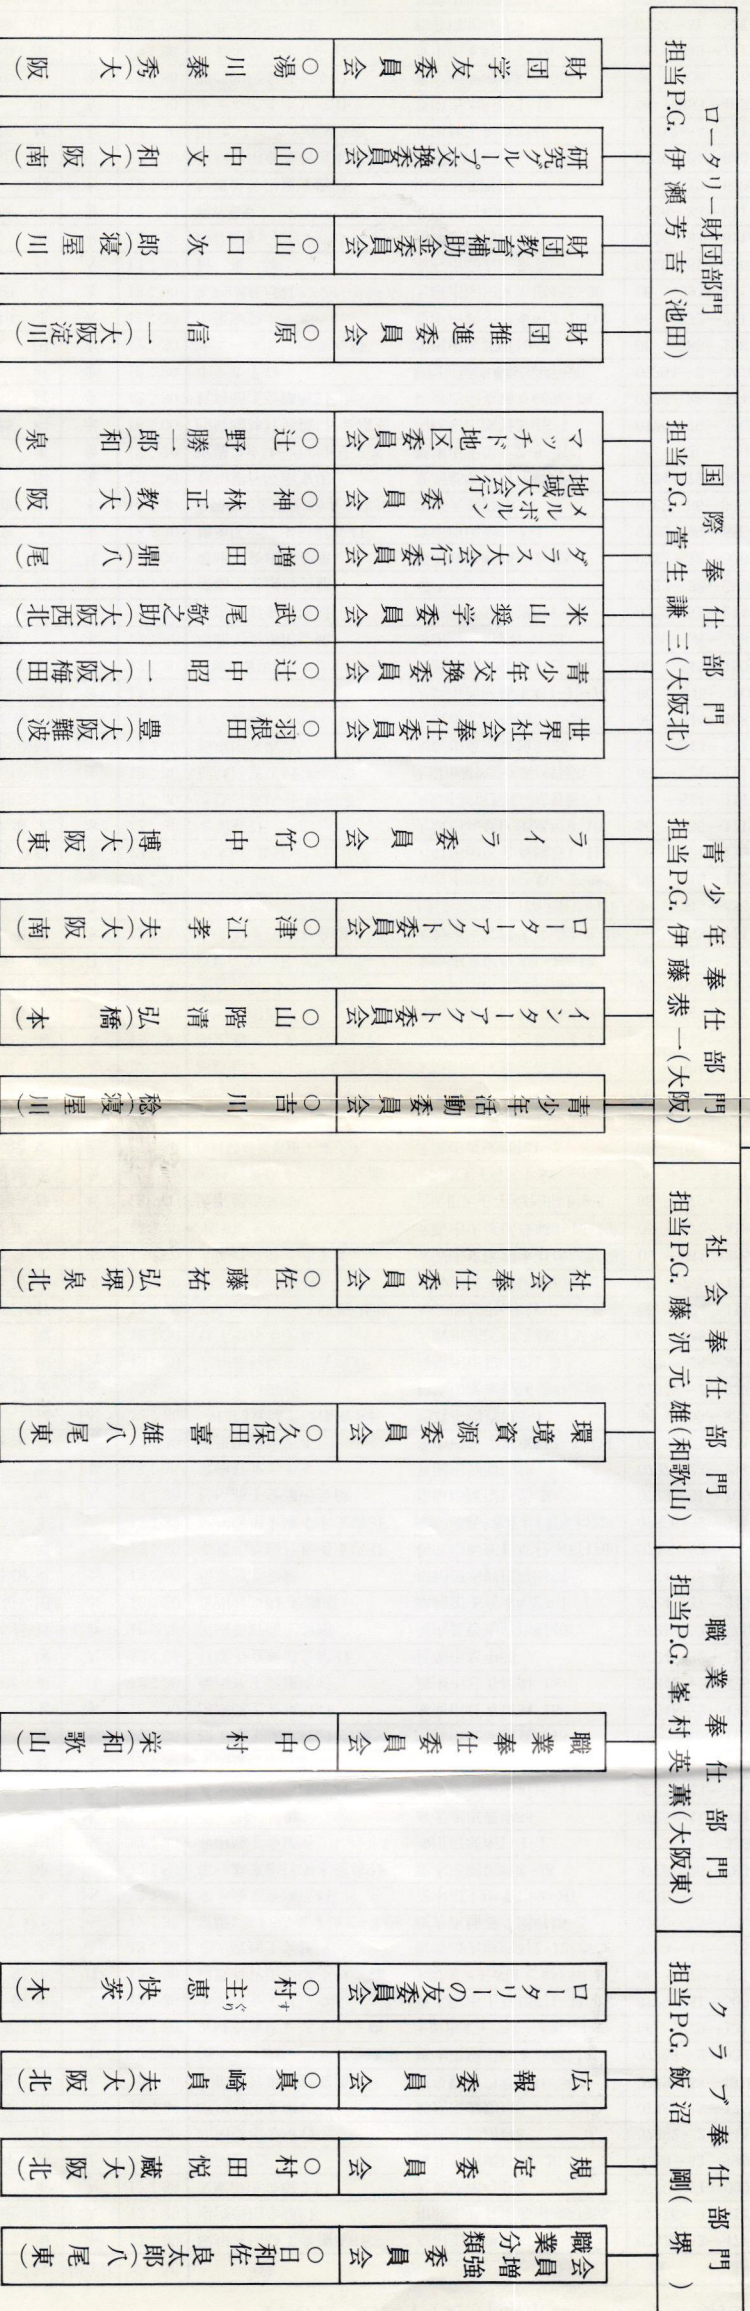 ロータリー財団部門
担当P.G. 伊瀬芳吉(池田)
財団学友委員会
○湯川泰秀(大阪)
研究グループ交換委員会
○山中文和(大阪南)
財団教育補助金委員会
○山口次郎(寝屋川)
財団推進委員会
○原信一(大阪淀川)
国際奉仕部門
担当P.G. 菅生謙三(大阪北)
マッチド地区委員会
○辻野勝一郎(和泉)
メルボルン
地域大会行
委員会
○神林正教(大阪)
ダラス大会行委員会
○増田鼎(八尾)
米山奨学委員会
○武尾敬之助(大阪西北)
青少年交換委員会
○辻中昭一(大阪梅田)
世界社会奉仕委員会
○羽根田豊(大阪難波)
青少年奉仕部門
担当P.G. 伊藤恭一(大阪)
ライラ委員会
○竹中博(大阪東)
ローターアクト委員会
○津江孝夫(大阪南)
インターアクト委員会
○山階清弘(橋本)
青少年活動委員会
○吉川稔(寝屋川)
社会奉仕部門
担当P.G. 藤沢元雄(和歌山)
社会奉仕委員会
○佐藤祐弘(堺泉北)
環境資源委員会
○久保田喜雄(八尾東)
職業奉仕部門
担当P.G. 峯村英薫(大阪東)
職業奉仕委員会
○中村栄(和歌山)
クラブ奉仕部門
担当P.G. 飯沼剛(堺)
ロータリーの友委員会
○村主恵快(茨木)
広報委員会
○真崎貞夫(大阪北)
規定委員会
○村田悦蔵(大阪北)
職業分類
会員増強
委員会
○日和佐良太郎(八尾東)